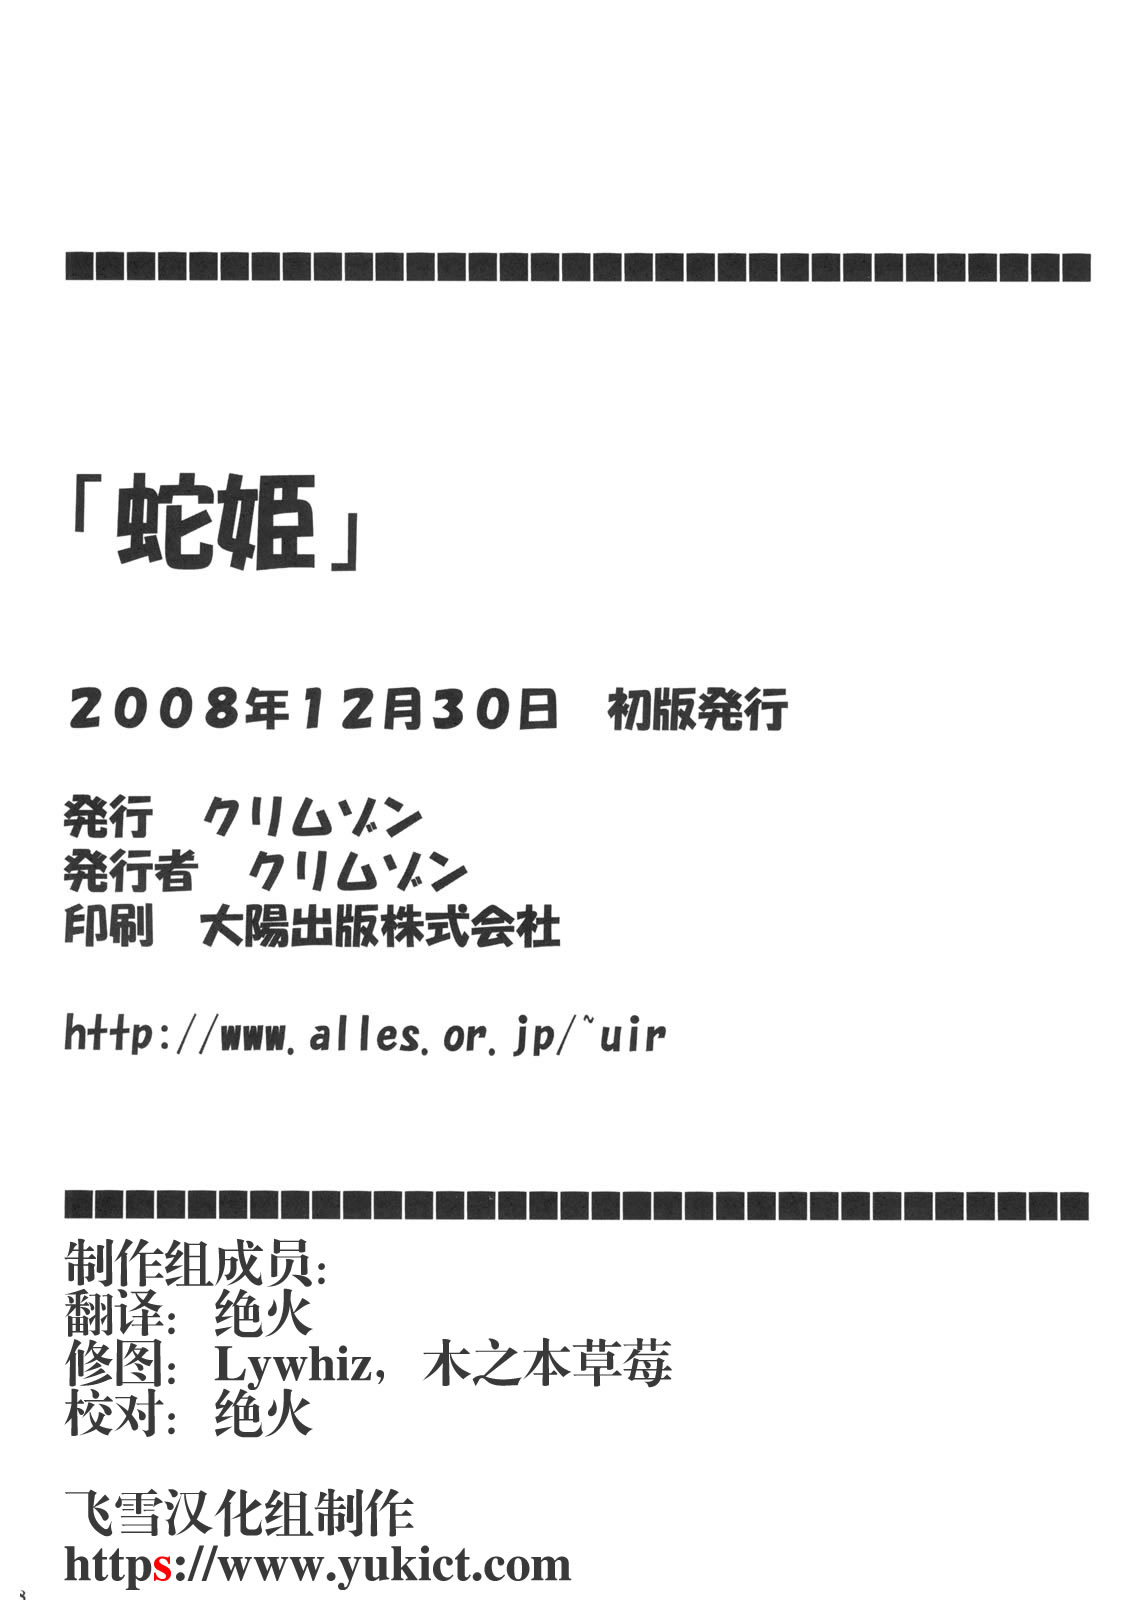 「蛇姫」
２００８年１２月３０日　初版発行
発行　クリムゾン
発行者　クリムゾン
印刷　大陽出版株式会社
http://www.alles.or.jp/~uir
制作组成员：
翻译：绝火
修图：Lywhiz，木之本草莓
校对：绝火
飞雪汉化组制作
https://www.yukict.com